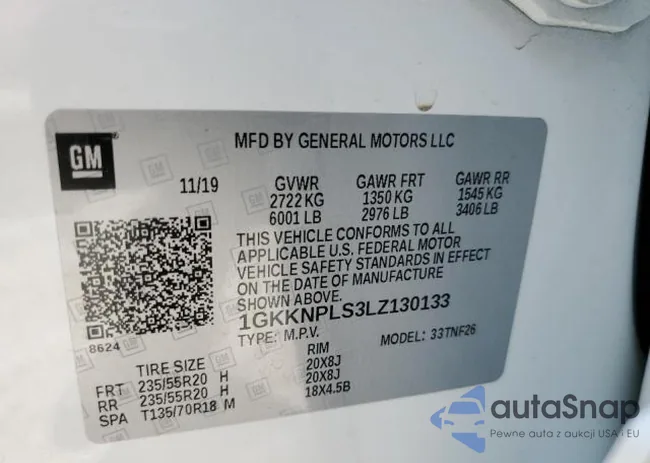 GM
MFD BY GENERAL MOTORS LLC
11/19 GVWR GAWR FRT GAWR RR
2722 KG 1350 KG 1545 KG
6001 LB 2976 LB 3406 LB
THIS VEHICLE CONFORMS TO ALL
APPLICABLE U.S. FEDERAL MOTOR
VEHICLE SAFETY STANDARDS IN EFFECT
ON THE DATE OF MANUFACTURE
SHOWN ABOVE.
1GKKNPLS3LZ130133
TYPE: M.P.V. MODEL: 33TNF26
8624
TIRE SIZE RIM
FRT 235/55R20 H 20X8J
RR 235/55R20 H 20X8J
SPA T135/70R18 M 18X4.5B
autaSnap
Pewne auta z aukcji USA i EU